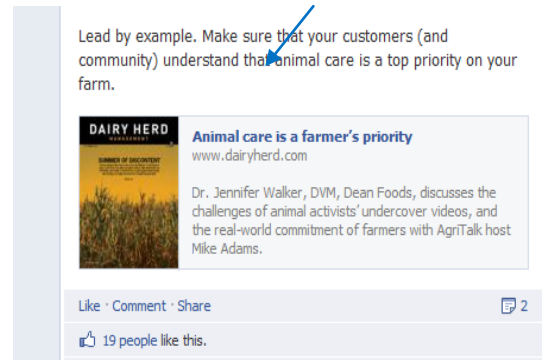 Lead by example. Make sure that your customers (and
community) understand that animal care is a top priority on your
farm.
DAIRY HERD
MANAGEMENT
SUMMER OF DISCONTENT
Animal care is a farmer's priority
www.dairyherd.com
Dr. Jennifer Walker, DVM, Dean Foods, discusses the
challenges of animal activists' undercover videos, and
the real-world commitment of farmers with AgriTalk host
Mike Adams.
Like · Comment · Share 2
19 people like this.